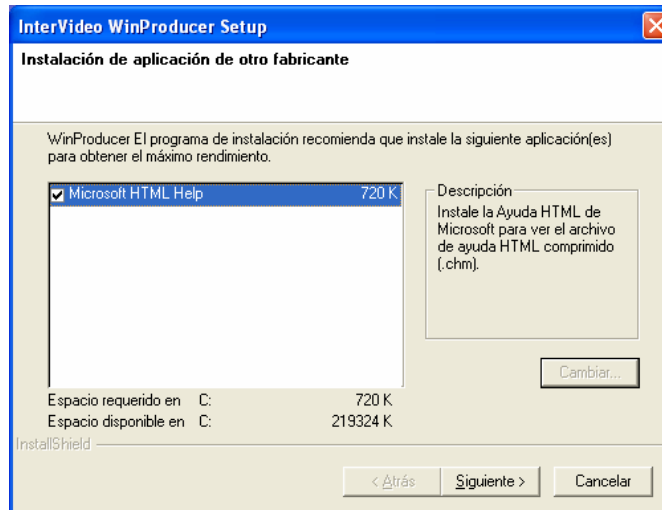 InterVideo WinProducer Setup
Instalación de aplicación de otro fabricante
WinProducer El programa de instalación recomienda que instale la siguiente aplicación(es)
para obtener el máximo rendimiento.
Microsoft HTML Help 720 K
Descripción
Instale la Ayuda HTML de
Microsoft para ver el archivo
de ayuda HTML comprimido
(.chm).
Cambiar...
Espacio requerido en C: 720 K
Espacio disponible en C: 219324 K
InstallShield
< Atrás
Siguiente >
Cancelar